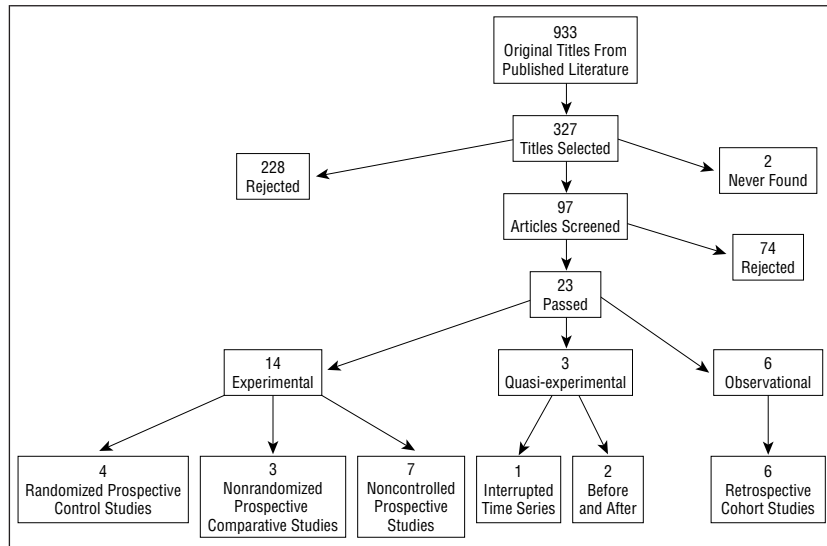 933
Original Titles From
Published Literature
327
Titles Selected
228
Rejected
2
Never Found
97
Articles Screened
74
Rejected
23
Passed
14
Experimental
3
Quasi-experimental
6
Observational
4
Randomized Prospective
Control Studies
3
Nonrandomized
Prospective
Comparative Studies
7
Noncontrolled
Prospective
Studies
1
Interrupted
Time Series
2
Before
and After
6
Retrospective
Cohort Studies